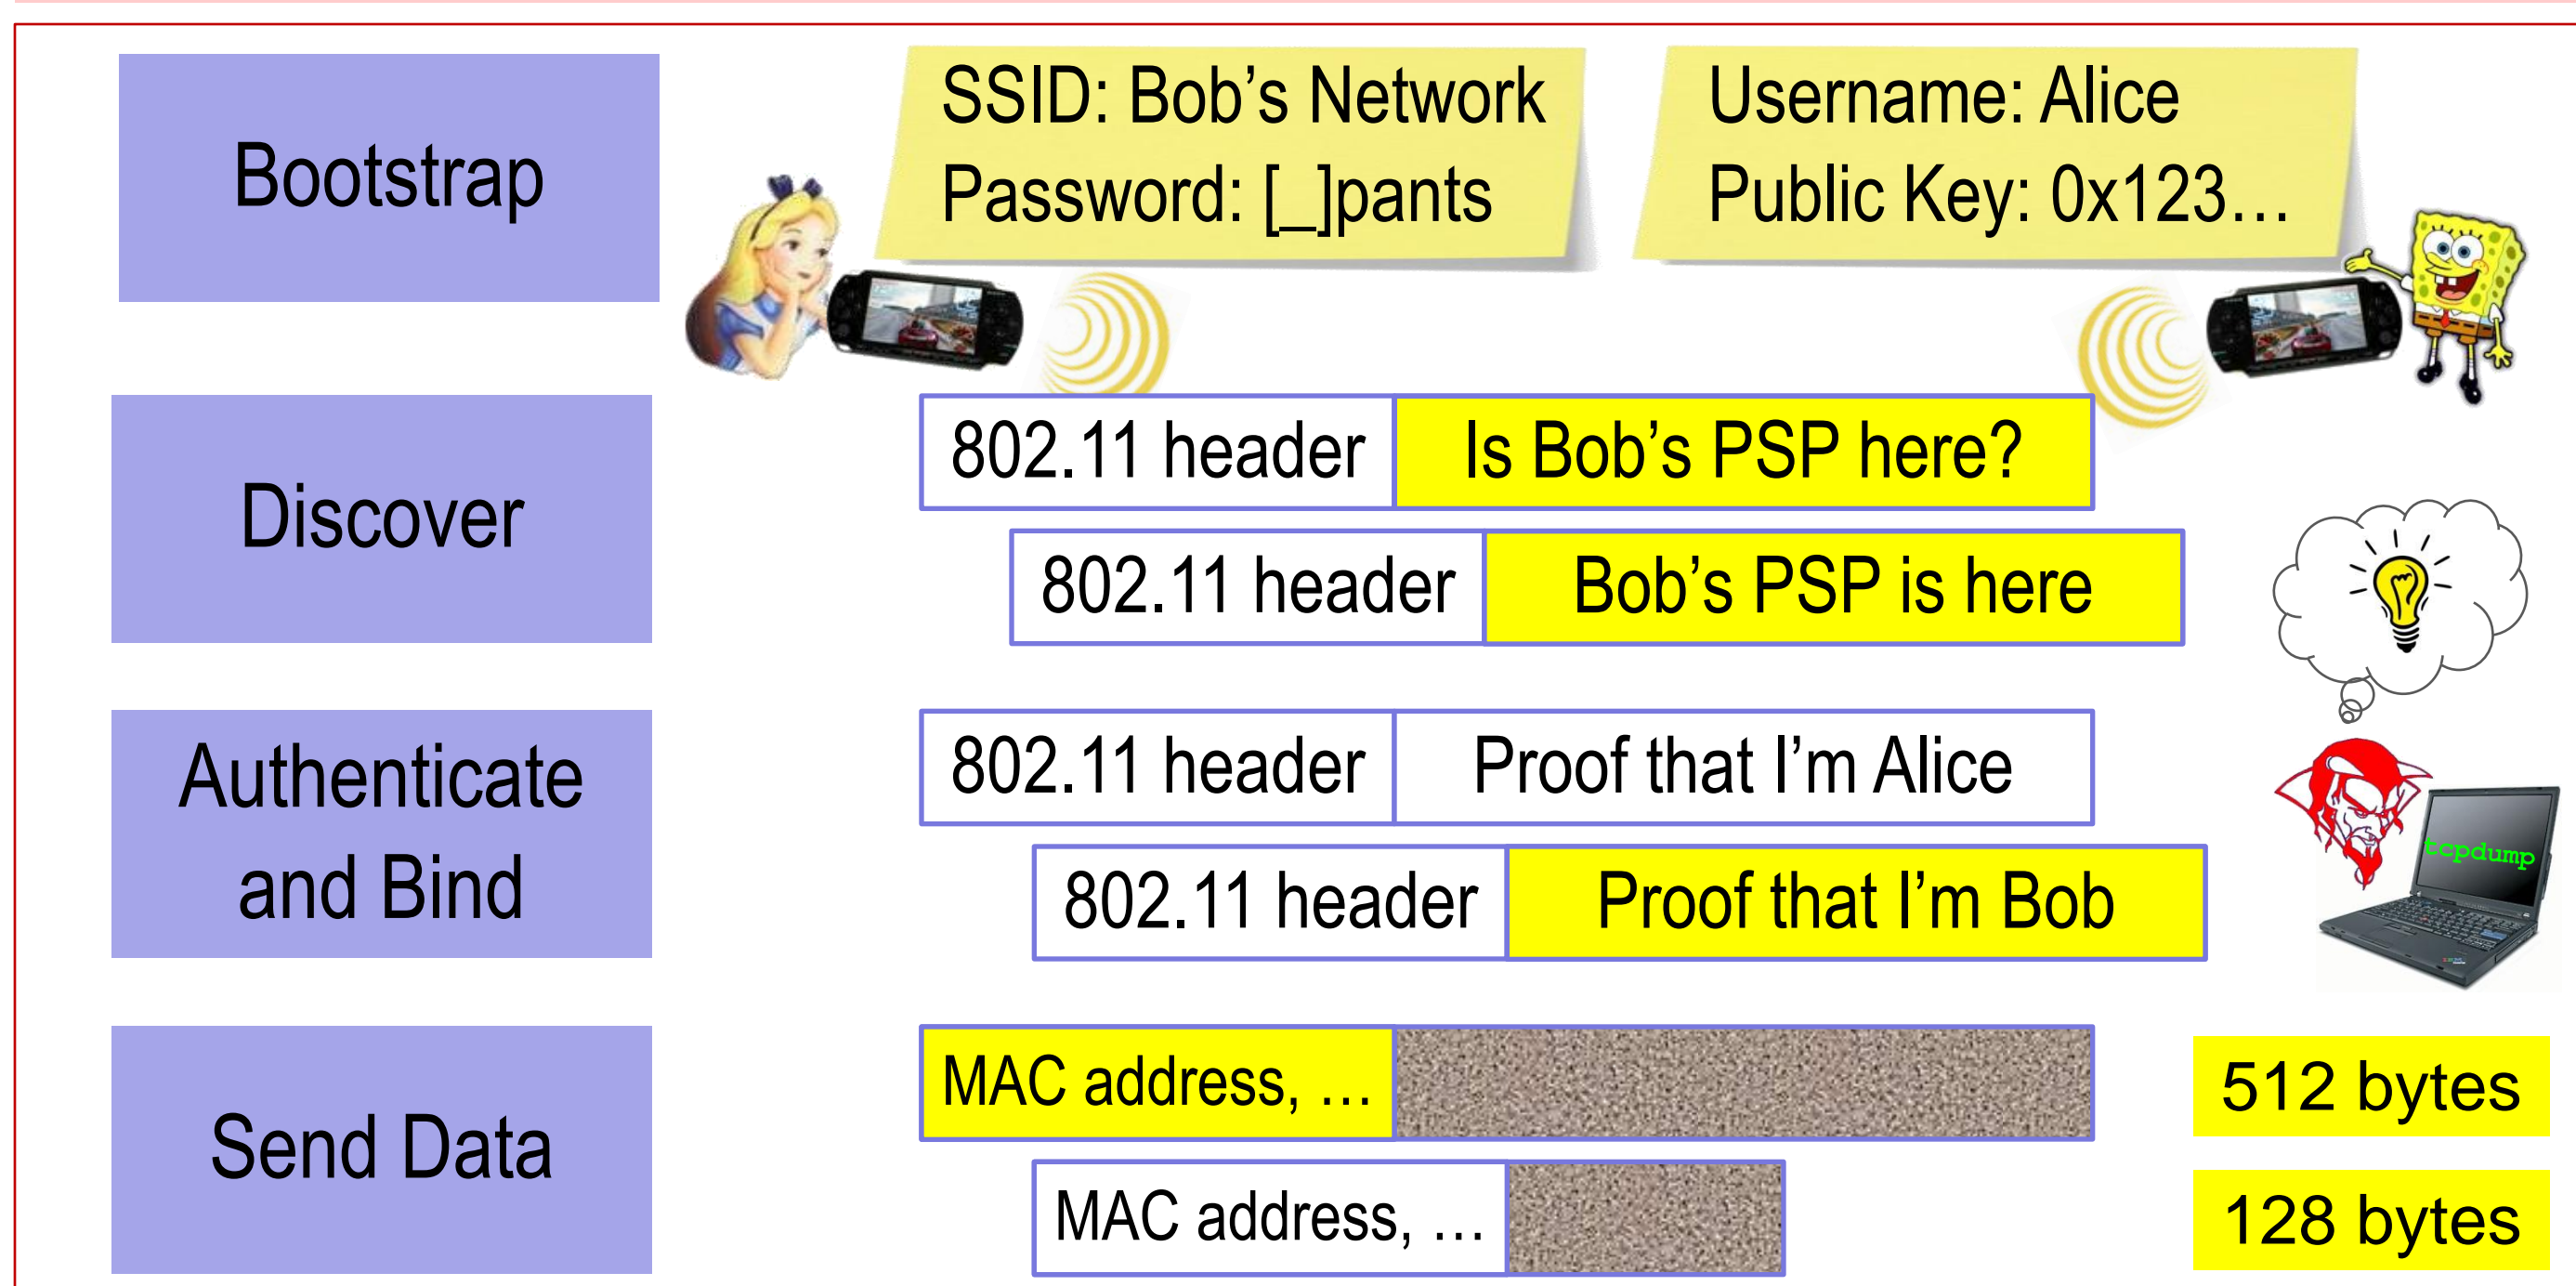 Bootstrap
SSID: Bob’s Network
Password: [_]pants
Username: Alice
Public Key: 0x123…
Discover
802.11 header
Is Bob’s PSP here?
802.11 header
Bob’s PSP is here
Authenticate
and Bind
802.11 header
Proof that I’m Alice
802.11 header
Proof that I’m Bob
tcpdump
Send Data
MAC address, …
512 bytes
MAC address, …
128 bytes